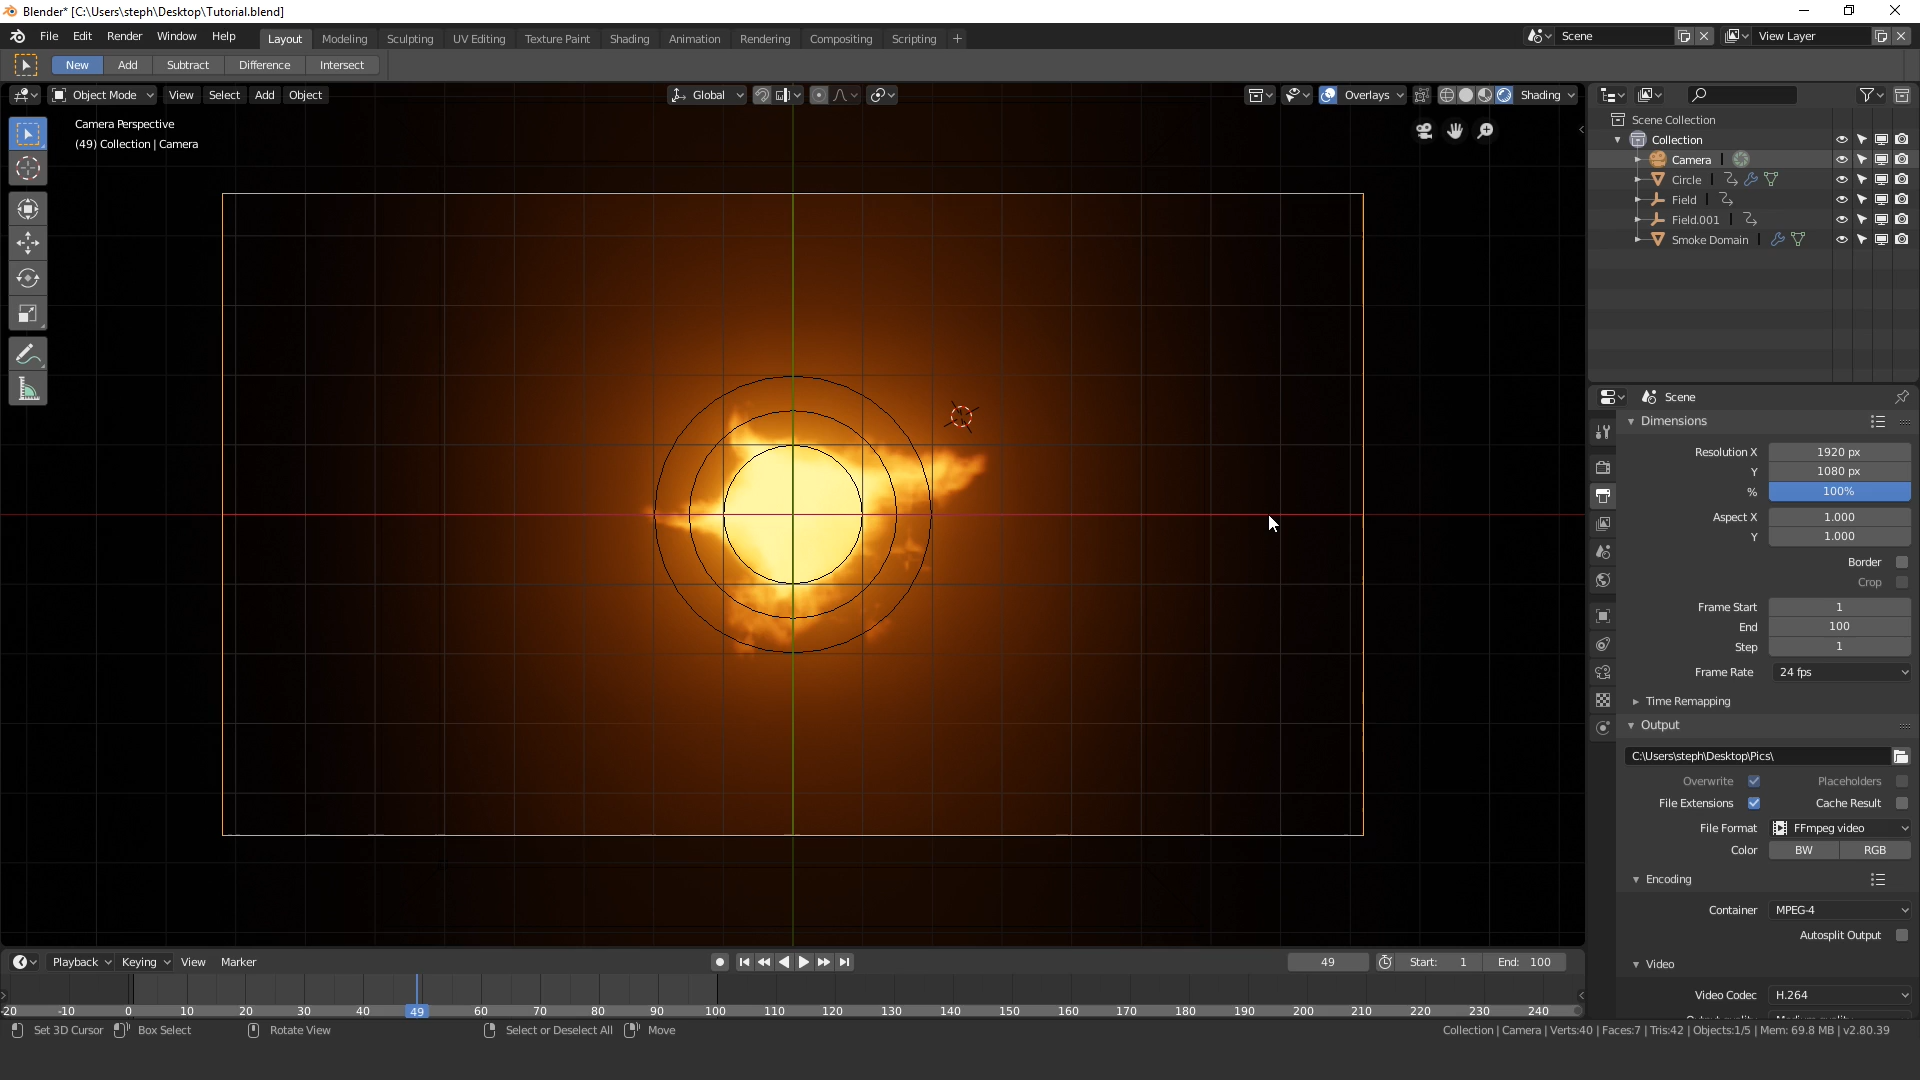 Blender* [C:\Users\steph\Desktop\Tutorial.blend]
File Edit Render Window Help Layout Modeling Sculpting UV Editing Texture Paint Shading Animation Rendering Compositing Scripting + Scene View Layer
New Add Subtract Difference Intersect
Object Mode View Select Add Object Global Overlays Shading
Camera Perspective
(49) Collection | Camera
Scene Collection
Collection
Camera
Circle
Field
Field.001
Smoke Domain
Scene
Dimensions
Resolution X 1920 px
Y 1080 px
% 100%
Aspect X 1.000
Y 1.000
Border
Crop
Frame Start 1
End 100
Step 1
Frame Rate 24 fps
Time Remapping
Output
C:\Users\steph\Desktop\Pics\
Overwrite Placeholders
File Extensions Cache Result
File Format FFmpeg video
Color BW RGB
Encoding
Container MPEG-4
Autosplit Output
Video
Video Codec H.264
Playback Keying View Marker 49 Start: 1 End: 100
-20 -10 0 10 20 30 40 49 60 70 80 90 100 110 120 130 140 150 160 170 180 190 200 210 220 230 240
Set 3D Cursor Box Select Rotate View Select or Deselect All Move Collection | Camera | Verts:40 | Faces:7 | Tris:42 | Objects:1/5 | Mem: 69.8 MB | v2.80.39